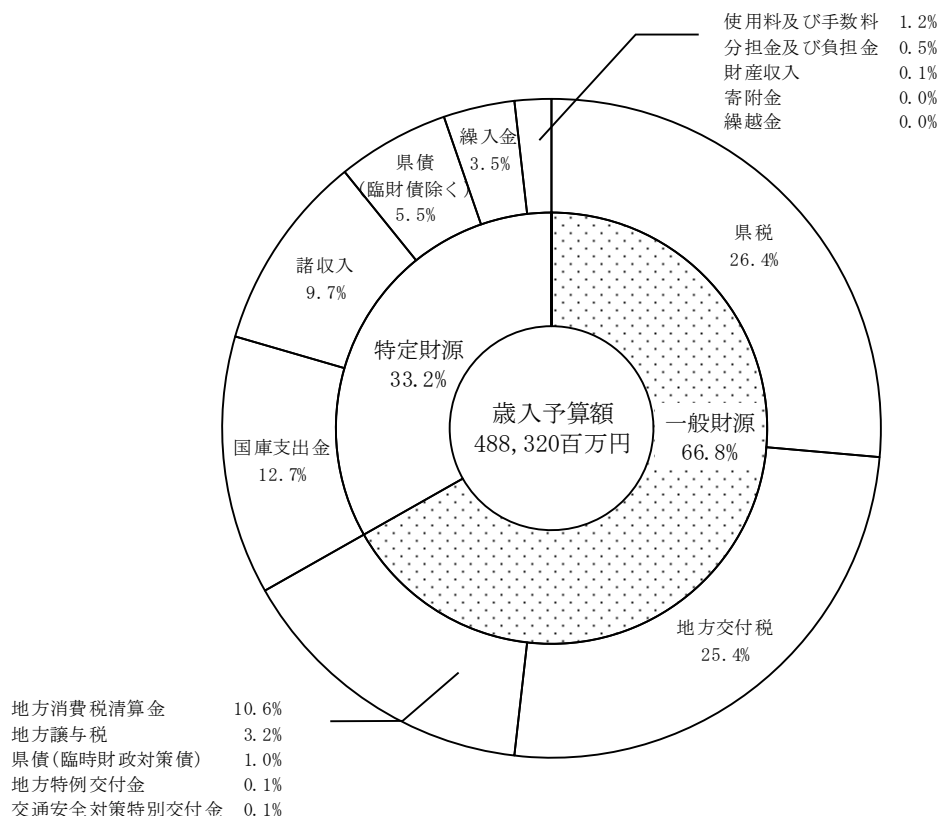 使用料及び手数料 1.2%
分担金及び負担金 0.5%
財産収入 0.1%
寄附金 0.0%
繰越金 0.0%
繰入金
3.5%
県債
(臨財債除く)
5.5%
県税
26.4%
諸収入
9.7%
特定財源
33.2%
歳入予算額
488,320百万円
一般財源
66.8%
国庫支出金
12.7%
地方交付税
25.4%
地方消費税清算金 10.6%
地方譲与税 3.2%
県債(臨時財政対策債) 1.0%
地方特例交付金 0.1%
交通安全対策特別交付金 0.1%